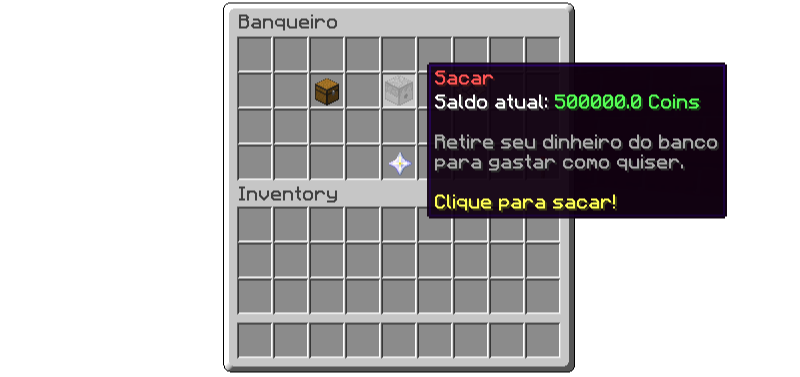 Banqueiro
Sacar
Saldo atual: 500000.0 Coins
Retire seu dinheiro do banco
para gastar como quiser.
Clique para sacar!
Inventory